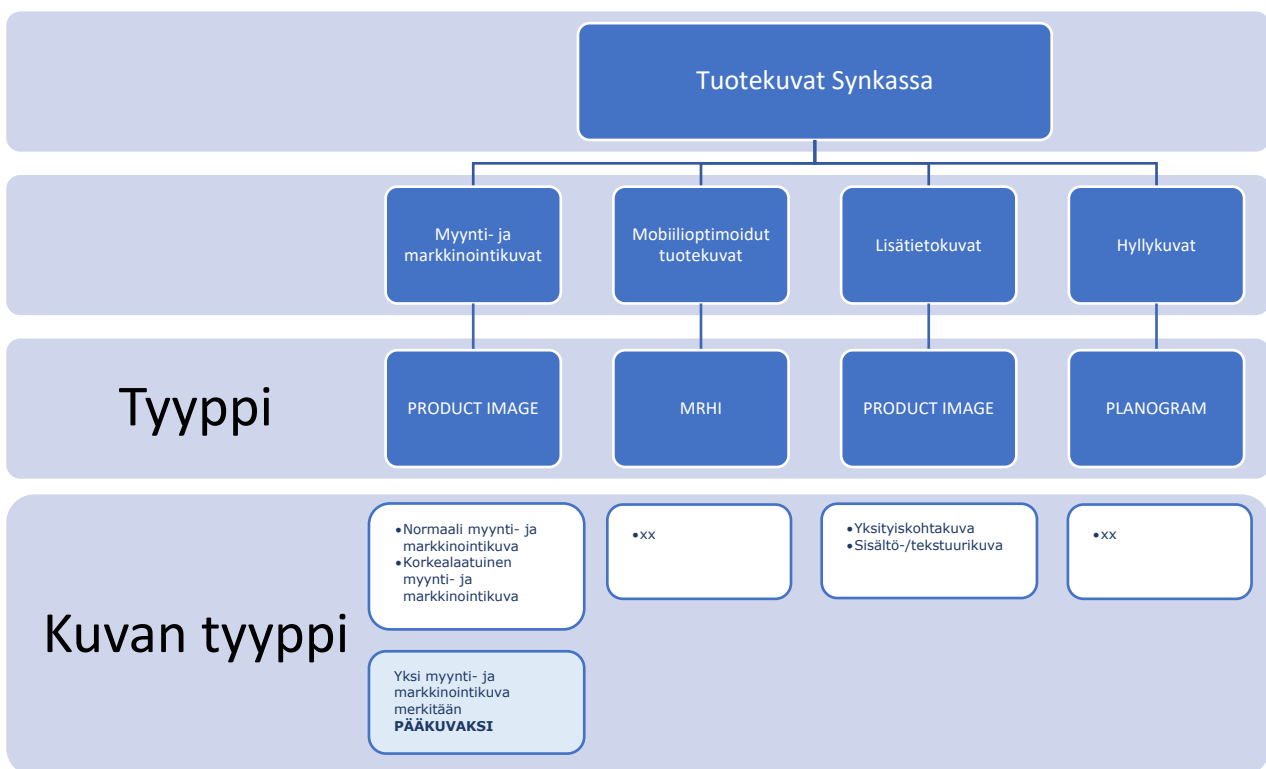 Tuotekuvat Synkassa
Myynti- ja
markkinointikuvat
Mobiilioptimoidut
tuotekuvat
Lisätietokuvat
Hyllykuvat
Tyyppi
PRODUCT IMAGE
MRHI
PRODUCT IMAGE
PLANOGRAM
Kuvan tyyppi
•Normaali myynti- ja
markkinointikuva
•Korkealaatuinen
myynti- ja
markkinointikuva
•xx
•Yksityiskohtakuva
•Sisältö-/tekstuurikuva
•xx
Yksi myynti- ja
markkinointikuva
merkitään
PÄÄKUVAKSI